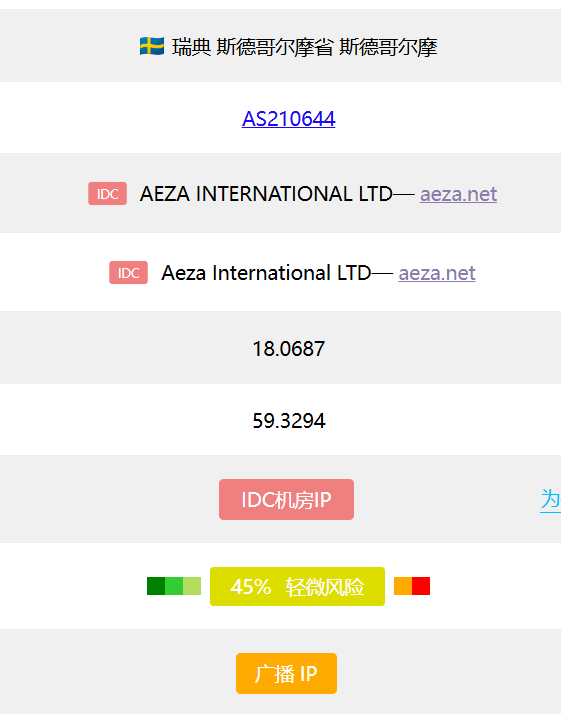 瑞典 斯德哥尔摩省 斯德哥尔摩
AS210644
IDC AEZA INTERNATIONAL LTD— aeza.net
IDC Aeza International LTD— aeza.net
18.0687
59.3294
IDC机房IP 为
45% 轻微风险
广播 IP